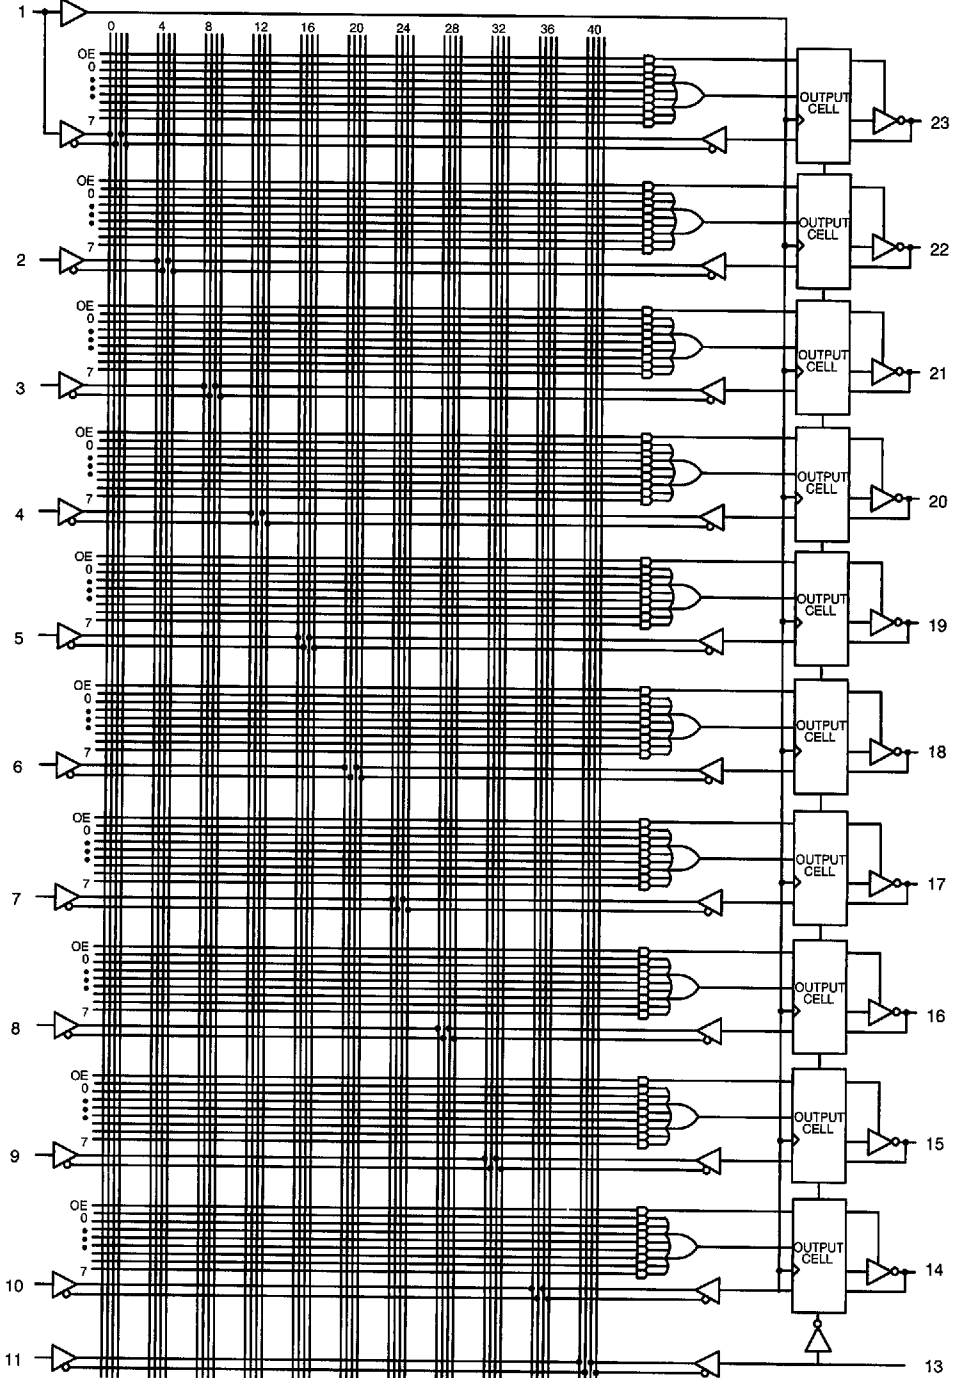 1
0 4 8 12 16 20 24 28 32 36 40
OE
0
7
OUTPUT
CELL
23
OE
0
7
OUTPUT
CELL
2
22
OE
0
7
OUTPUT
CELL
3
21
OE
0
7
OUTPUT
CELL
4
20
OE
0
7
OUTPUT
CELL
5
19
OE
0
7
OUTPUT
CELL
6
18
OE
0
7
OUTPUT
CELL
7
17
OE
0
7
OUTPUT
CELL
8
16
OE
0
7
OUTPUT
CELL
9
15
OE
0
7
OUTPUT
CELL
10
14
11
13